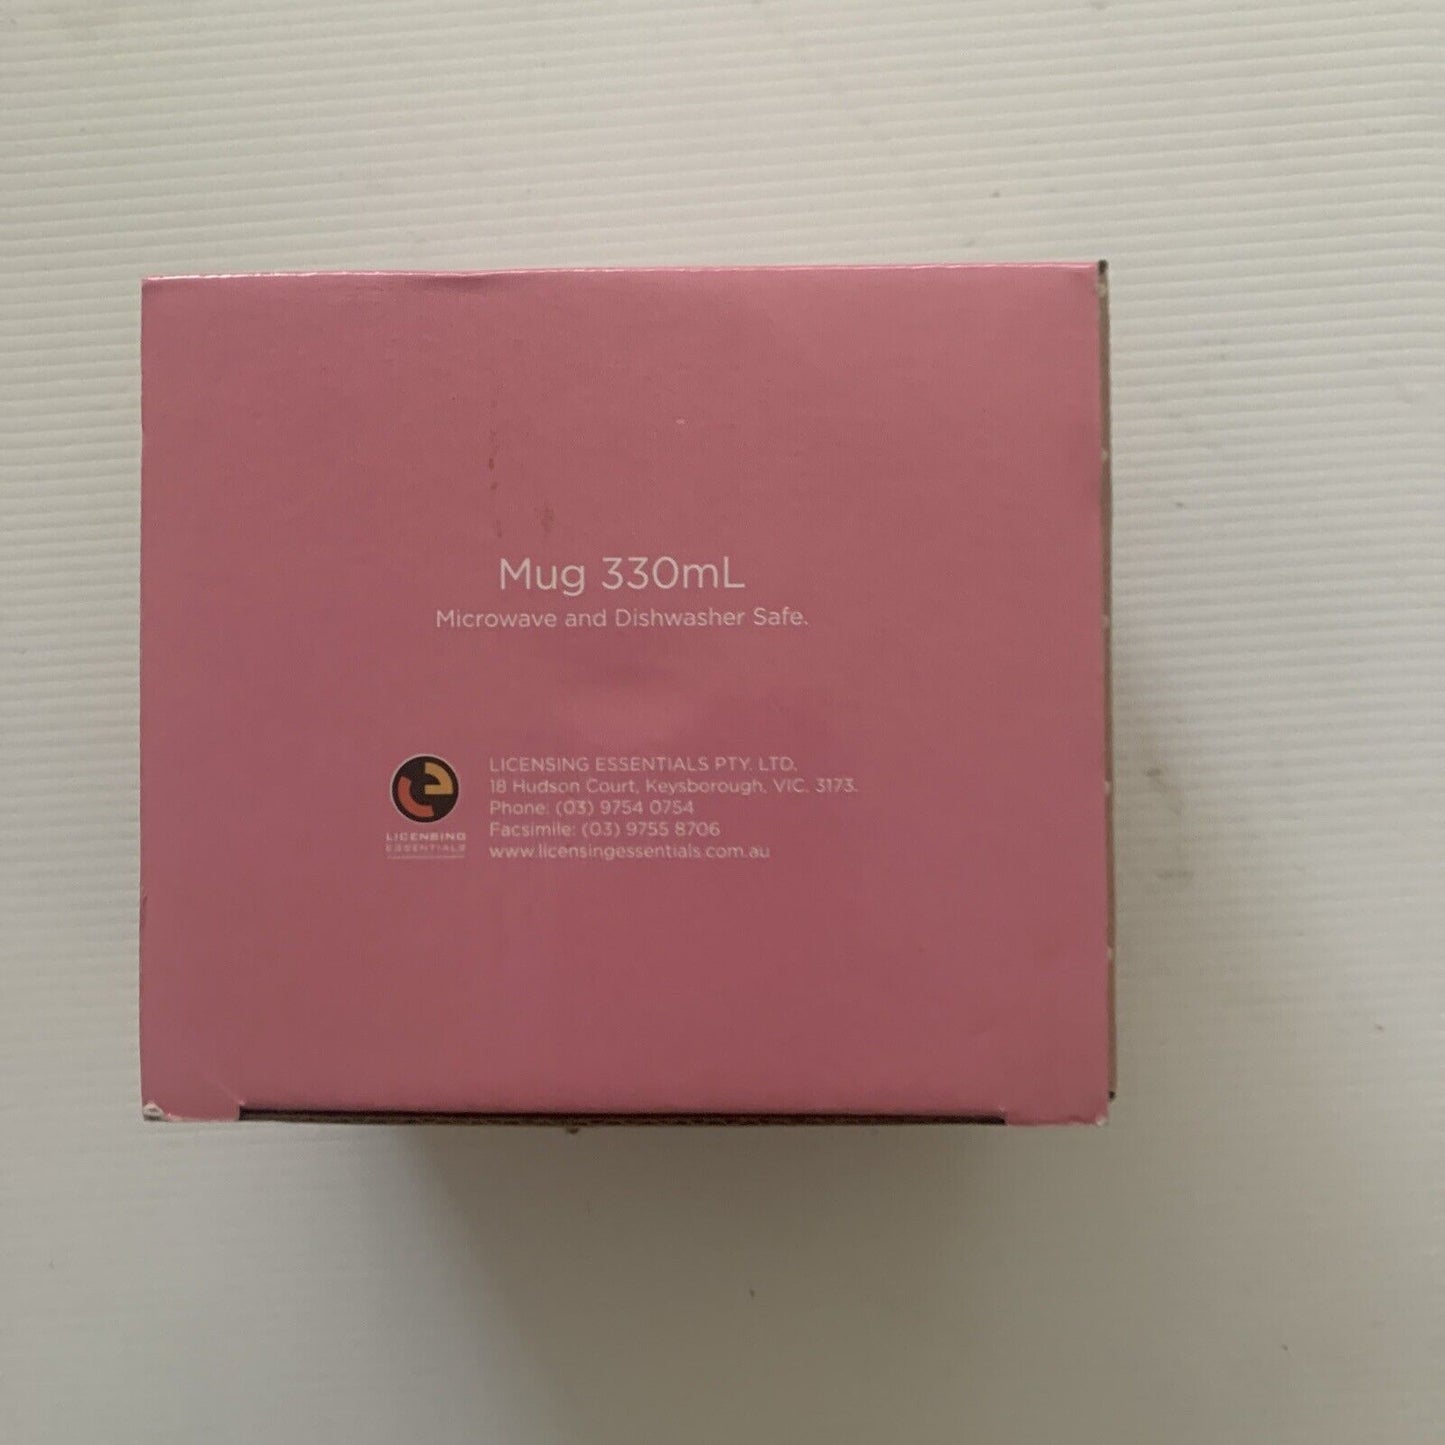 Mug 330mL
Microwave and Dishwasher Safe.
LICENSING ESSENTIALS PTY. LTD.
18 Hudson Court, Keysborough, VIC. 3173.
Phone: (03) 9754 0754
Facsimile: (03) 9755 8706
www.licensingessentials.com.au
LICENSING
ESSENTIALS